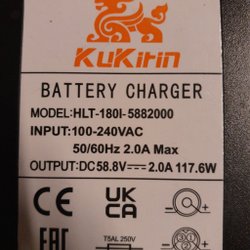 KuKirin
BATTERY CHARGER
MODEL:HLT-180I-5882000
INPUT:100-240VAC
50/60Hz 2.0A Max
OUTPUT:DC58.8V⎓2.0A 117.6W
CE UK CA
EAC T5AL 250V